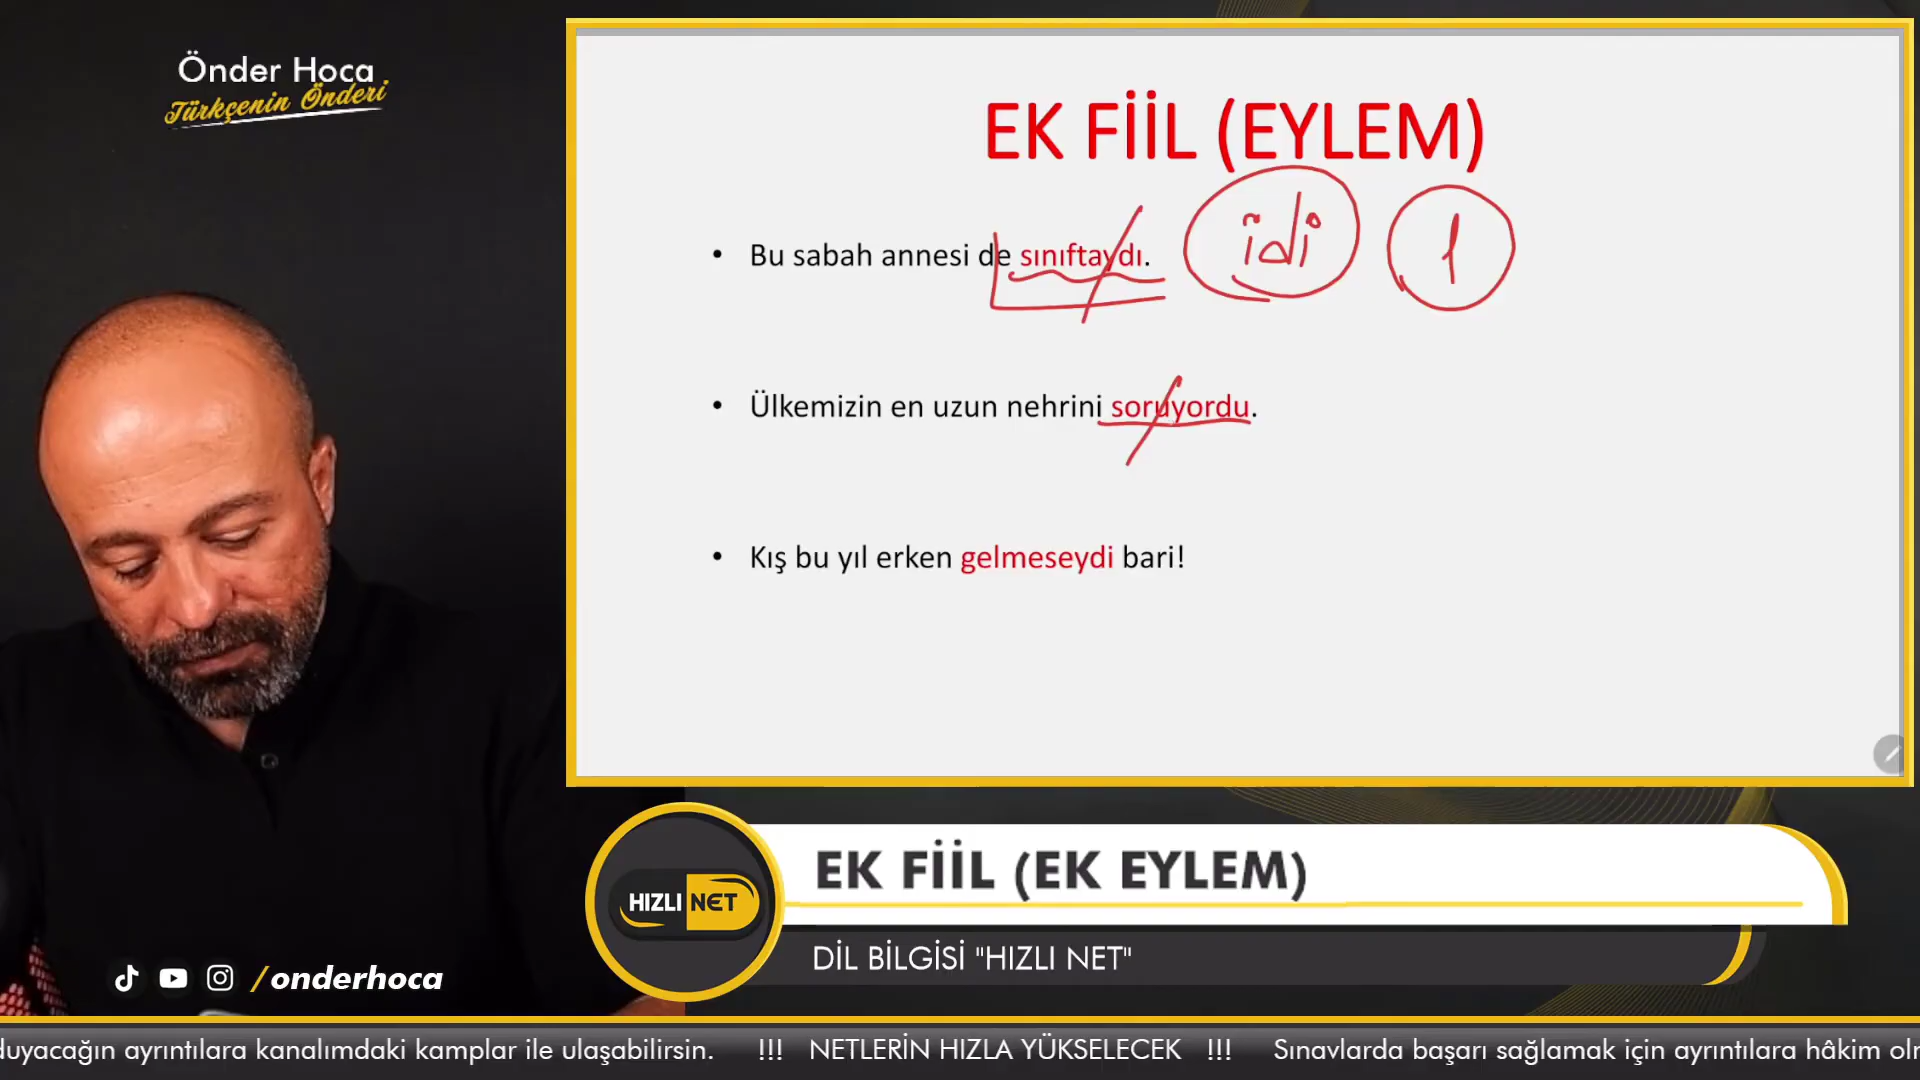 Önder Hoca
Türkçenin Önderi
EK FİİL (EYLEM)
idi 1
• Bu sabah annesi de sınıftaydı.
• Ülkemizin en uzun nehrini soruyordu.
• Kış bu yıl erken gelmeseydi bari!
EK FİİL (EK EYLEM)
HIZLI NET
DİL BİLGİSİ "HIZLI NET"
/onderhoca
duyacağın ayrıntılara kanalımdaki kamplar ile ulaşabilirsin. !!! NETLERİN HIZLA YÜKSELECEK !!! Sınavlarda başarı sağlamak için ayrıntılara hâkim